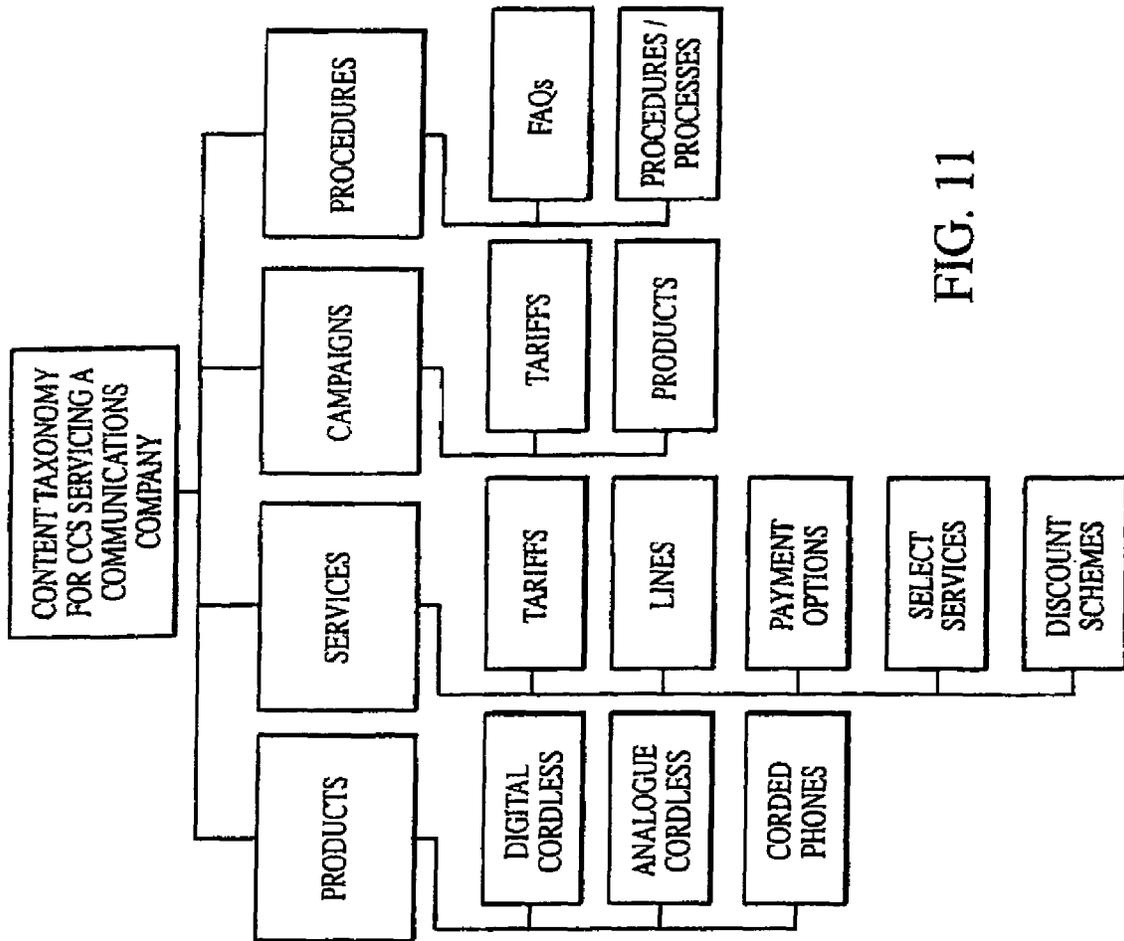 CONTENT TAXONOMY
FOR CCS SERVICING A
COMMUNICATIONS
COMPANY
PRODUCTS
DIGITAL
CORDLESS
ANALOGUE
CORDLESS
CORDED
PHONES
SERVICES
TARIFFS
LINES
PAYMENT
OPTIONS
SELECT
SERVICES
DISCOUNT
SCHEMES
CAMPAIGNS
TARIFFS
PRODUCTS
PROCEDURES
FAQs
PROCEDURES /
PROCESSES
FIG. 11